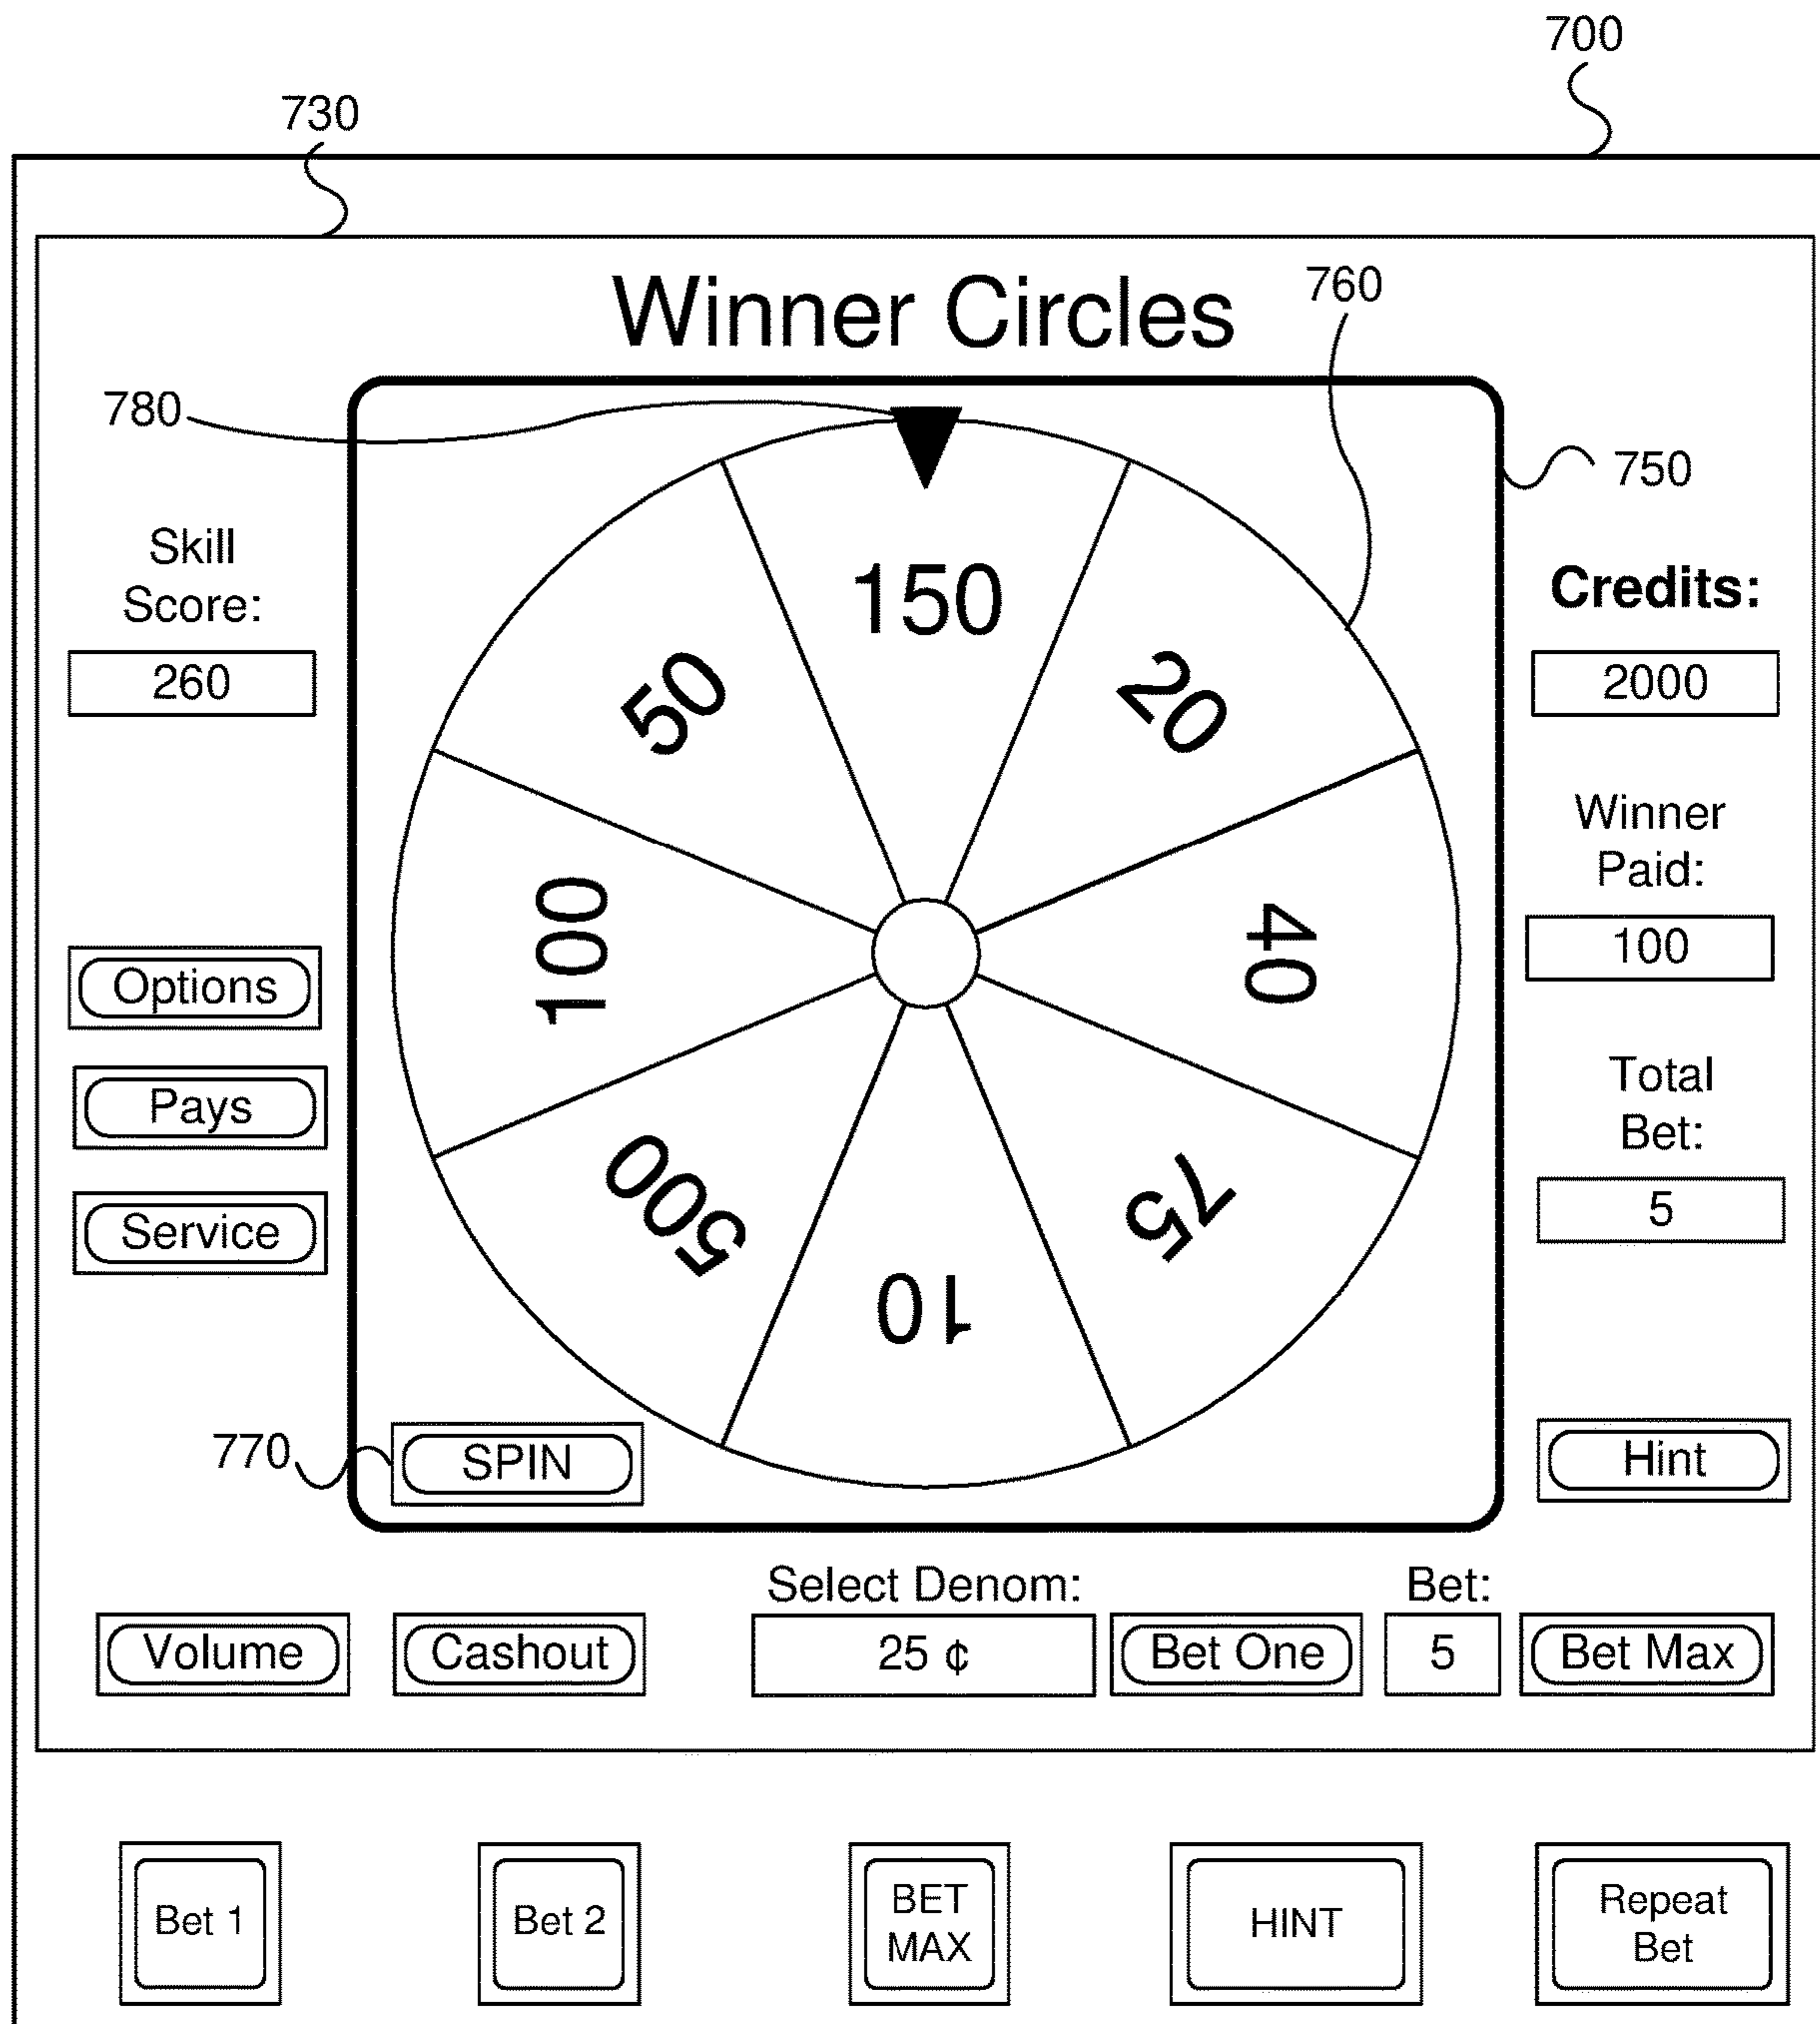 700
730
Winner Circles
760
780
750
Skill
Score:
260
Credits:
2000
Winner
Paid:
100
Total
Bet:
5
150
20
40
75
10
500
100
50
Options
Pays
Service
770
SPIN
Hint
Select Denom:
Bet:
Volume
Cashout
25 ¢
Bet One
5
Bet Max
Bet 1
Bet 2
BET
MAX
HINT
Repeat
Bet